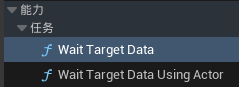 能力
任务
Wait Target Data
Wait Target Data Using Actor